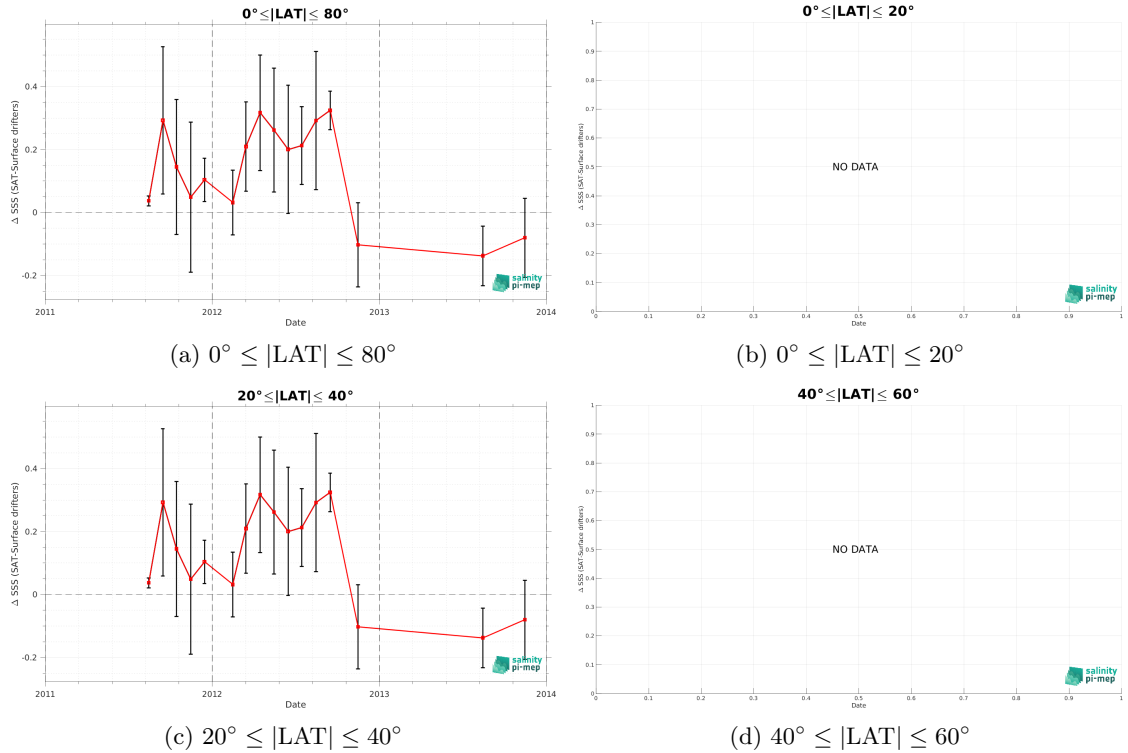 0°≤|LAT|≤ 80°
Δ SSS (SAT-Surface drifters)
0.4
0.2
0
-0.2
2011
2012
2013
2014
Date
salinity
pi-mep
(a) 0° ≤ |LAT| ≤ 80°
0°≤|LAT|≤ 20°
Δ SSS (SAT-Surface drifters)
1
0.9
0.8
0.7
0.6
0.5
0.4
0.3
0.2
0.1
0
NO DATA
0
0.1
0.2
0.3
0.4
0.5
0.6
0.7
0.8
0.9
1
Date
salinity
pi-mep
(b) 0° ≤ |LAT| ≤ 20°
20°≤|LAT|≤ 40°
Δ SSS (SAT-Surface drifters)
0.4
0.2
0
-0.2
2011
2012
2013
2014
Date
salinity
pi-mep
(c) 20° ≤ |LAT| ≤ 40°
40°≤|LAT|≤ 60°
Δ SSS (SAT-Surface drifters)
1
0.9
0.8
0.7
0.6
0.5
0.4
0.3
0.2
0.1
0
NO DATA
0
0.1
0.2
0.3
0.4
0.5
0.6
0.7
0.8
0.9
1
Date
salinity
pi-mep
(d) 40° ≤ |LAT| ≤ 60°